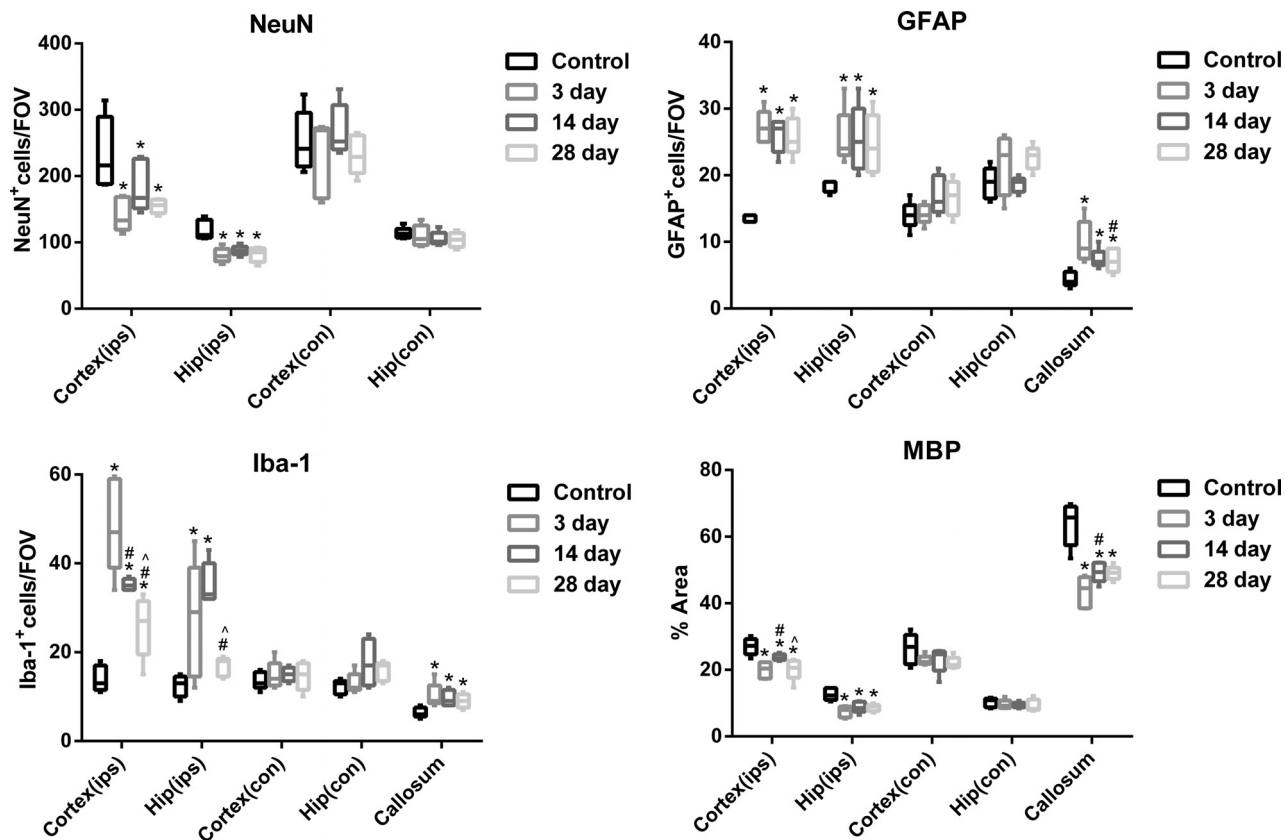 NeuN
NeuN⁺cells/FOV
400
300
200
100
0
* * *
* * *
Cortex(ips)
Hip(ips)
Cortex(con)
Hip(con)
Control
3 day
14 day
28 day
GFAP
GFAP⁺cells/FOV
40
30
20
10
0
* * *
* * *
* * #
*
Cortex(ips)
Hip(ips)
Cortex(con)
Hip(con)
Callosum
Control
3 day
14 day
28 day
Iba-1
Iba-1⁺cells/FOV
60
40
20
0
*
#
*
^
#
*
* *
^
#
* * *
Cortex(ips)
Hip(ips)
Cortex(con)
Hip(con)
Callosum
Control
3 day
14 day
28 day
MBP
% Area
80
60
40
20
0
*
#
*
^
*
* * *
*
#
* *
Cortex(ips)
Hip(ips)
Cortex(con)
Hip(con)
Callosum
Control
3 day
14 day
28 day